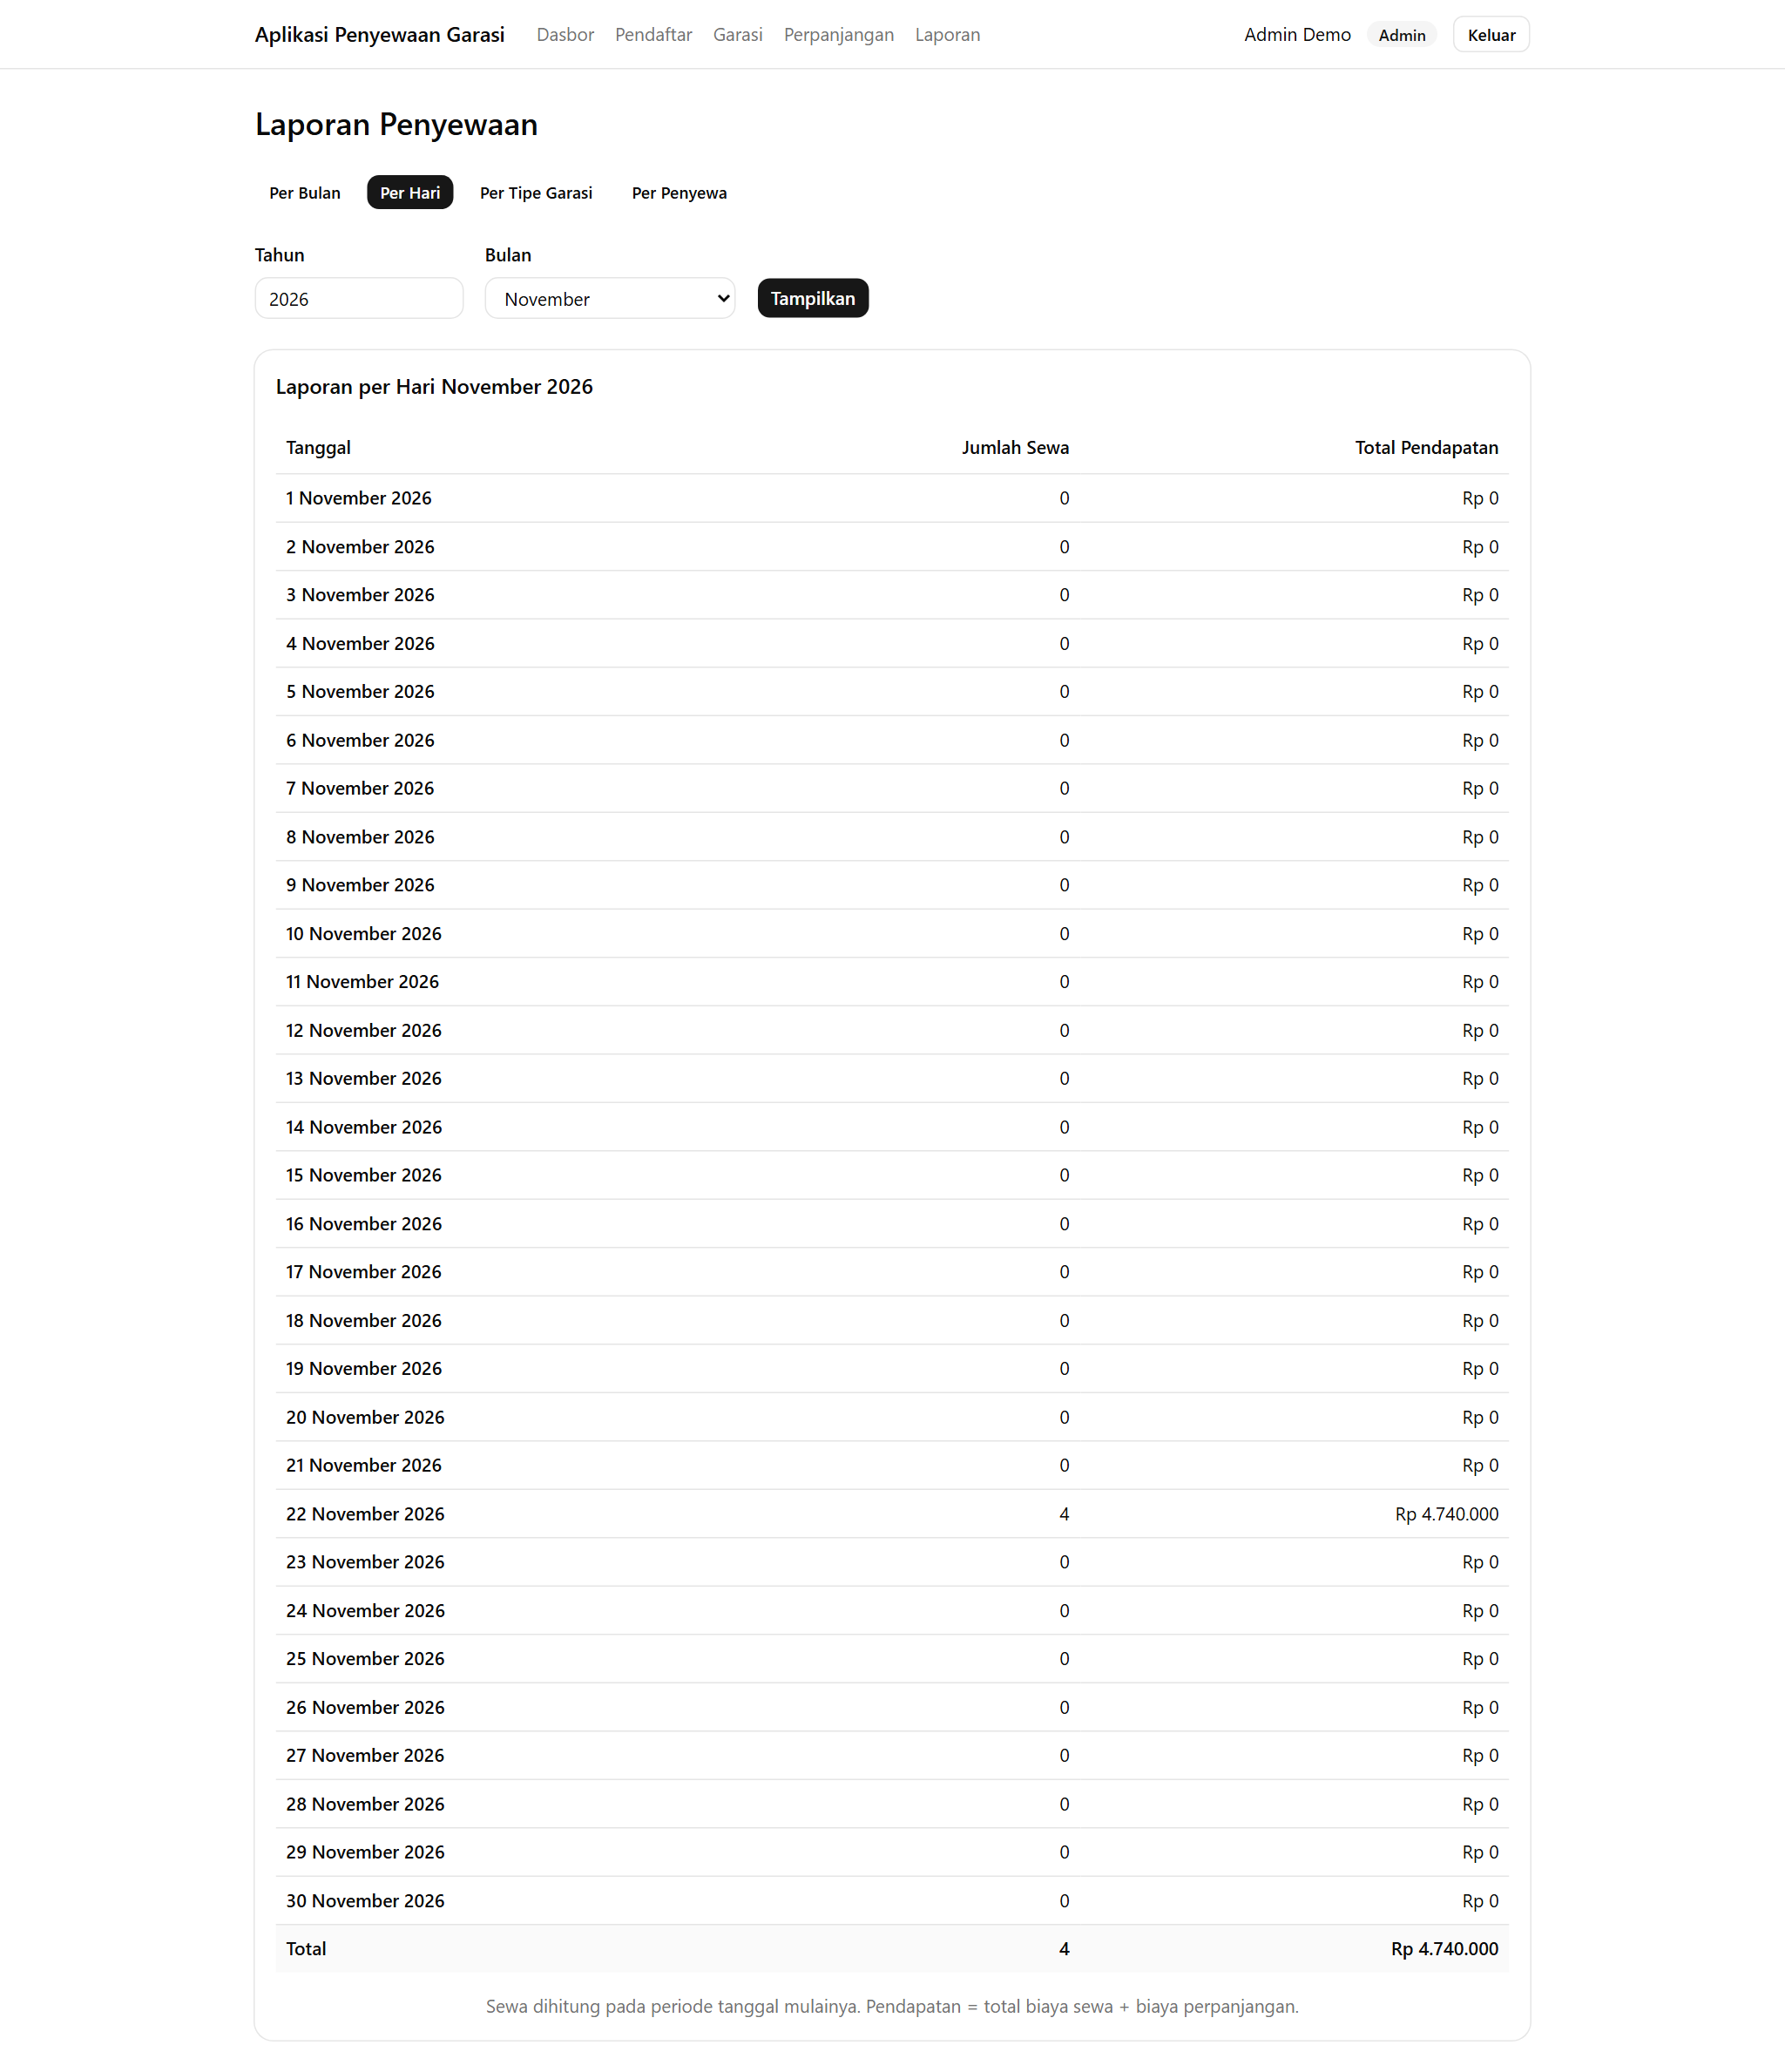 Aplikasi Penyewaan Garasi Dasbor Pendaftar Garasi Perpanjangan Laporan Admin Demo Admin Keluar
Laporan Penyewaan
Per Bulan Per Hari Per Tipe Garasi Per Penyewa
Tahun Bulan
2026 November Tampilkan
Laporan per Hari November 2026
Tanggal Jumlah Sewa Total Pendapatan
1 November 2026 0 Rp 0
2 November 2026 0 Rp 0
3 November 2026 0 Rp 0
4 November 2026 0 Rp 0
5 November 2026 0 Rp 0
6 November 2026 0 Rp 0
7 November 2026 0 Rp 0
8 November 2026 0 Rp 0
9 November 2026 0 Rp 0
10 November 2026 0 Rp 0
11 November 2026 0 Rp 0
12 November 2026 0 Rp 0
13 November 2026 0 Rp 0
14 November 2026 0 Rp 0
15 November 2026 0 Rp 0
16 November 2026 0 Rp 0
17 November 2026 0 Rp 0
18 November 2026 0 Rp 0
19 November 2026 0 Rp 0
20 November 2026 0 Rp 0
21 November 2026 0 Rp 0
22 November 2026 4 Rp 4.740.000
23 November 2026 0 Rp 0
24 November 2026 0 Rp 0
25 November 2026 0 Rp 0
26 November 2026 0 Rp 0
27 November 2026 0 Rp 0
28 November 2026 0 Rp 0
29 November 2026 0 Rp 0
30 November 2026 0 Rp 0
Total 4 Rp 4.740.000
Sewa dihitung pada periode tanggal mulainya. Pendapatan = total biaya sewa + biaya perpanjangan.